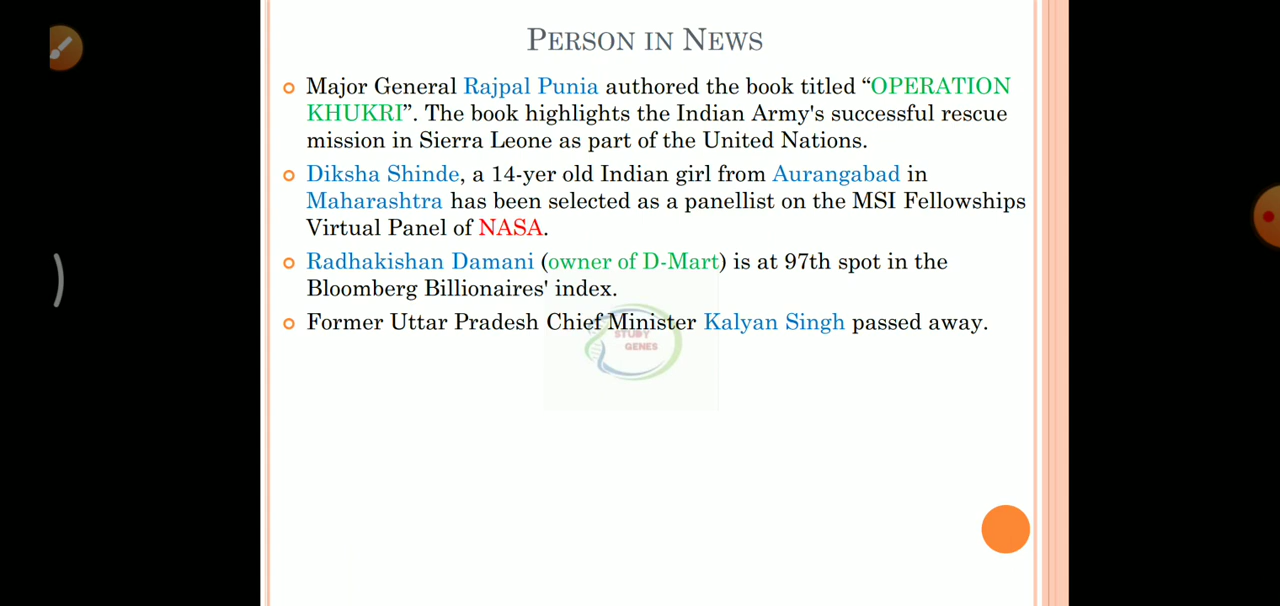 PERSON IN NEWS
Major General Rajpal Punia authored the book titled “OPERATION
KHUKRI”. The book highlights the Indian Army's successful rescue
mission in Sierra Leone as part of the United Nations.
Diksha Shinde, a 14-yer old Indian girl from Aurangabad in
Maharashtra has been selected as a panellist on the MSI Fellowships
Virtual Panel of NASA.
Radhakishan Damani (owner of D-Mart) is at 97th spot in the
Bloomberg Billionaires' index.
Former Uttar Pradesh Chief Minister Kalyan Singh passed away.
STUDY
GENES